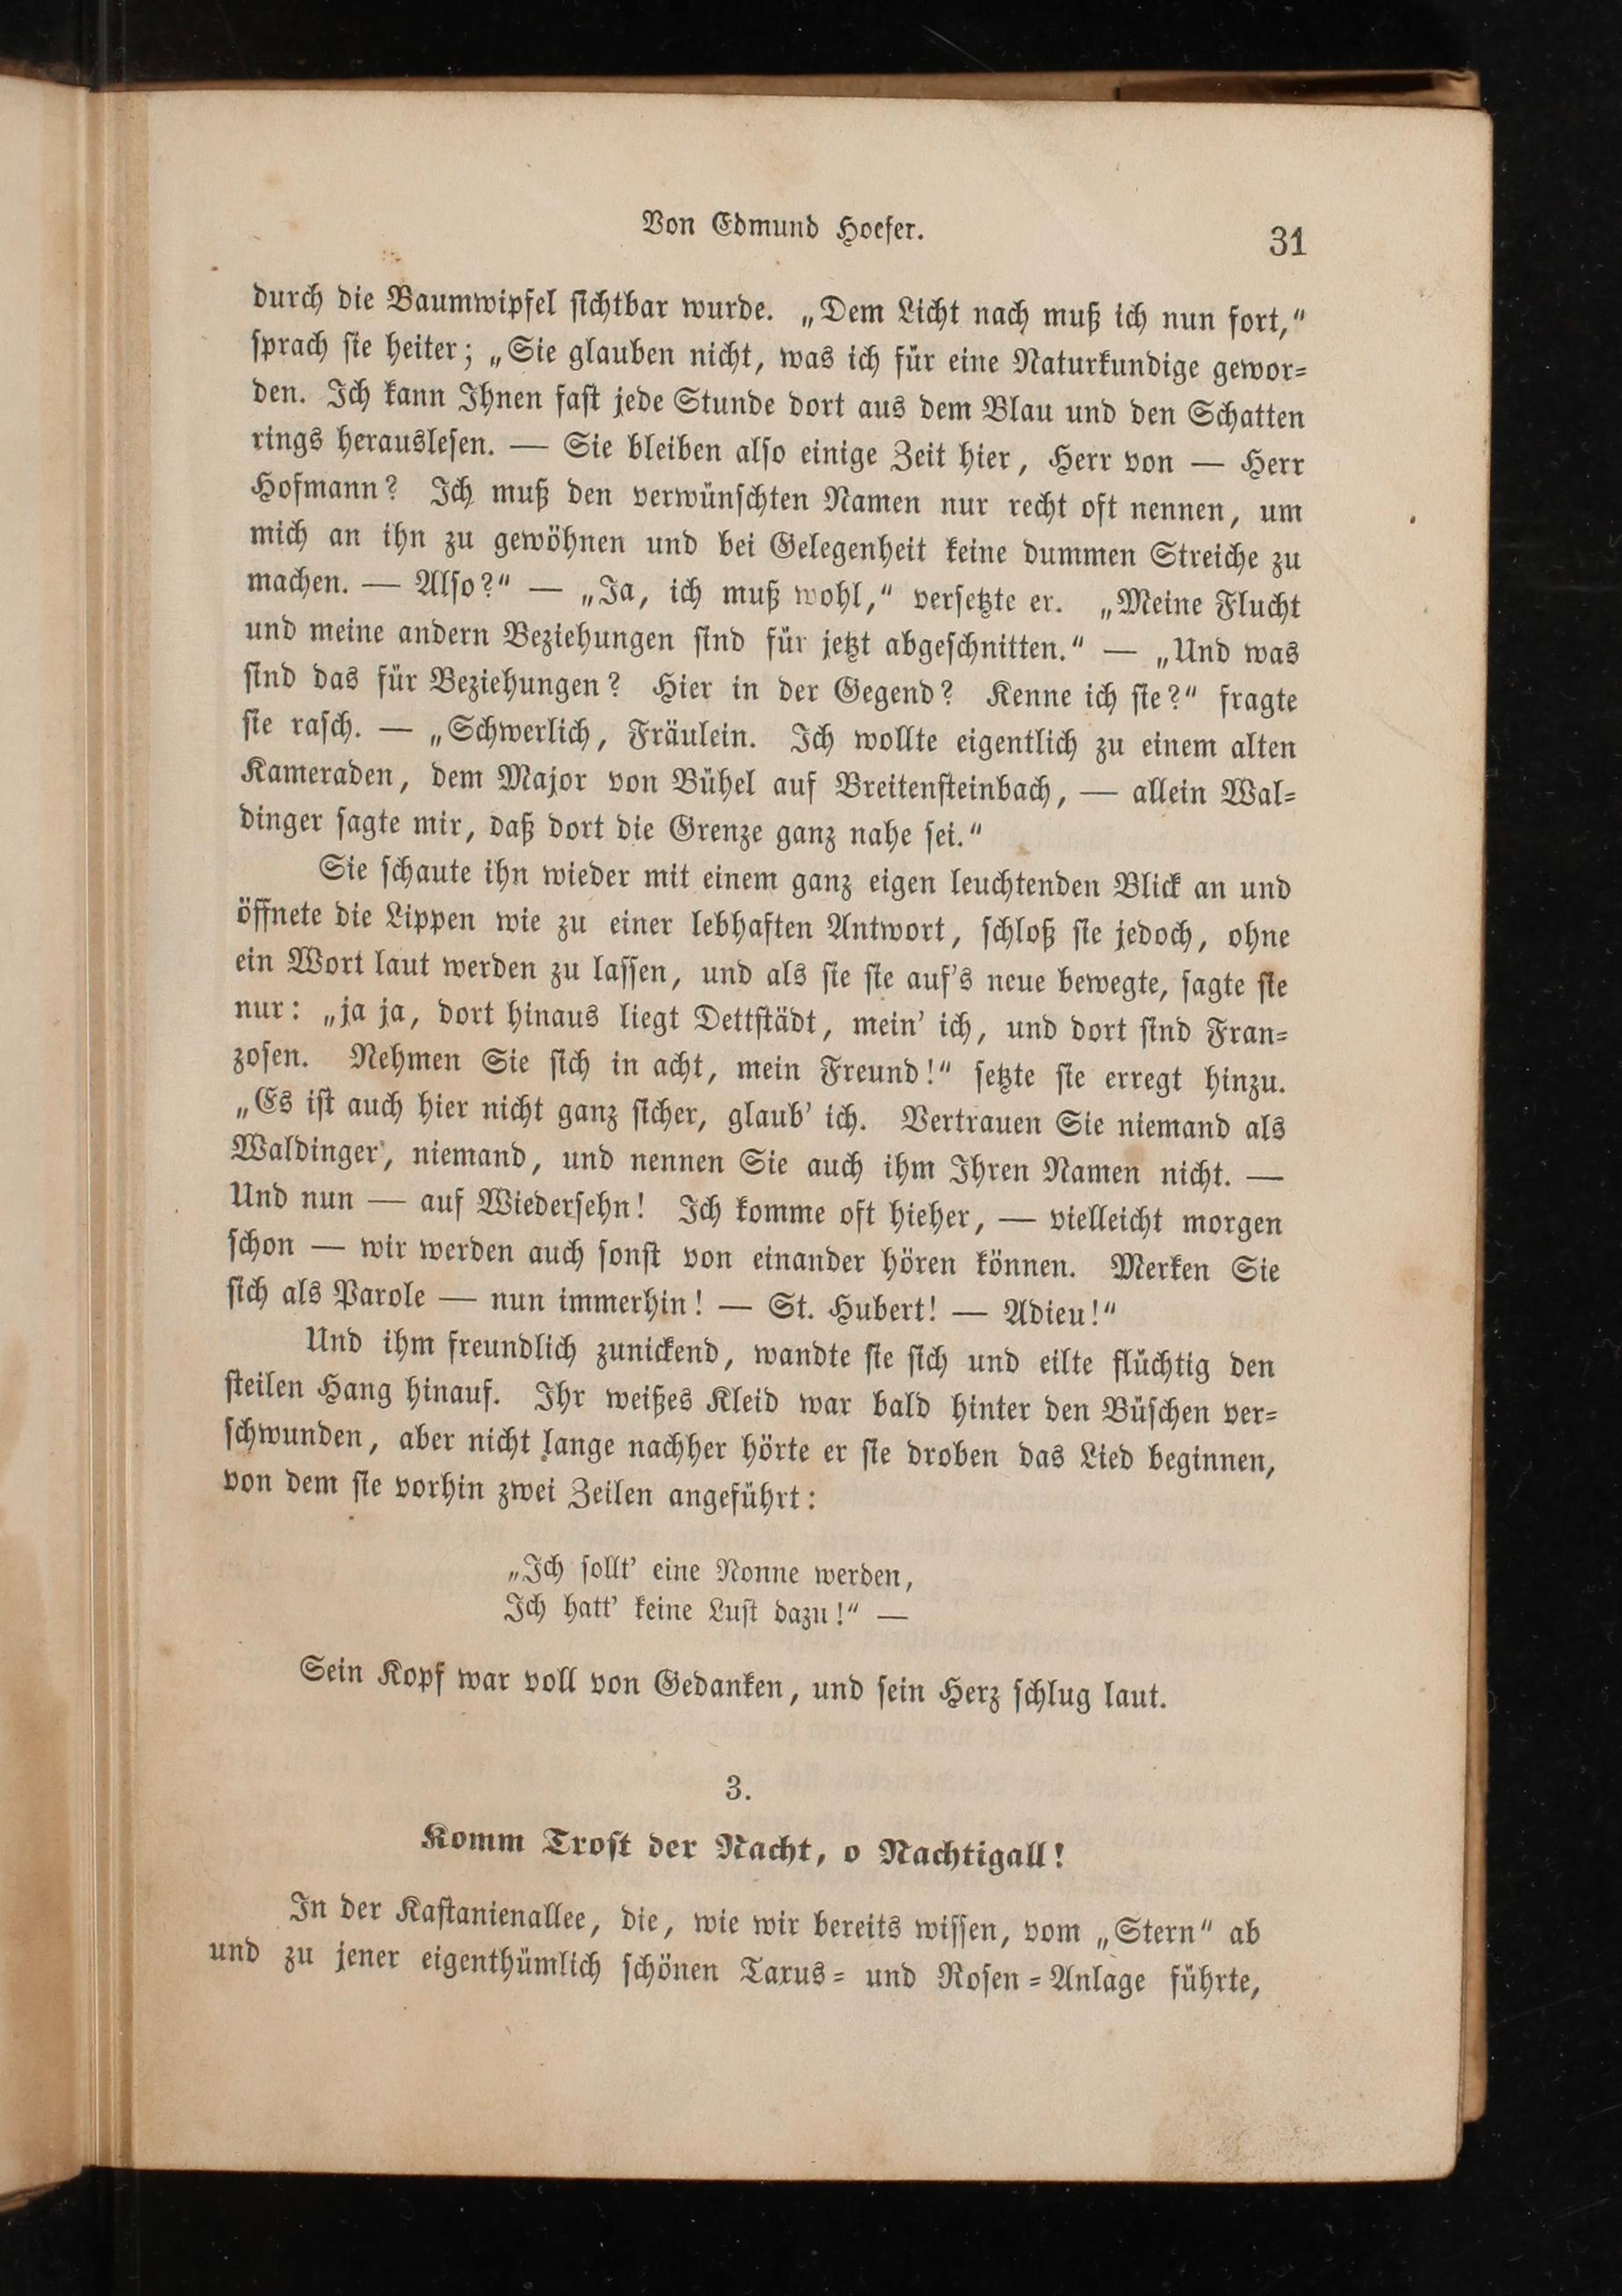 Von Edmund Hoefer.
31
durch die Baumwipfel sichtbar wurde. „Dem Licht nach muß ich nun fort,“
sprach sie heiter; „Sie glauben nicht, was ich für eine Naturkundige gewor-
den. Ich kann Ihnen fast jede Stunde dort aus dem Blau und den Schatten
rings herauslesen. — Sie bleiben also einige Zeit hier, Herr von — Herr
Hofmann? Ich muß den verwünschten Namen nur recht oft nennen, um
mich an ihn zu gewöhnen und bei Gelegenheit keine dummen Streiche zu
machen. — Also?“ — „Ja, ich muß wohl,“ versetzte er. „Meine Flucht
und meine andern Beziehungen sind für jetzt abgeschnitten.“ — „Und was
sind das für Beziehungen? Hier in der Gegend? Kenne ich sie?“ fragte
sie rasch. — „Schwerlich, Fräulein. Ich wollte eigentlich zu einem alten
Kameraden, dem Major von Bühel auf Breitensteinbach, — allein Wal-
dinger sagte mir, daß dort die Grenze ganz nahe sei.“
Sie schaute ihn wieder mit einem ganz eigen leuchtenden Blick an und
öffnete die Lippen wie zu einer lebhaften Antwort, schloß sie jedoch, ohne
ein Wort laut werden zu lassen, und als sie sie auf's neue bewegte, sagte sie
nur: „ja ja, dort hinaus liegt Dettstädt, mein' ich, und dort sind Fran-
zosen. Nehmen Sie sich in acht, mein Freund!“ setzte sie erregt hinzu.
„Es ist auch hier nicht ganz sicher, glaub' ich. Vertrauen Sie niemand als
Waldinger, niemand, und nennen Sie auch ihm Ihren Namen nicht. —
Und nun — auf Wiedersehn! Ich komme oft hieher, — vielleicht morgen
schon — wir werden auch sonst von einander hören können. Merken Sie
sich als Parole — nun immerhin! — St. Hubert! — Adieu!“
Und ihm freundlich zunickend, wandte sie sich und eilte flüchtig den
steilen Hang hinauf. Ihr weißes Kleid war bald hinter den Büschen ver-
schwunden, aber nicht lange nachher hörte er sie droben das Lied beginnen,
von dem sie vorhin zwei Zeilen angeführt:
„Ich sollt' eine Nonne werden,
Ich hatt' keine Lust dazu!“ —
Sein Kopf war voll von Gedanken, und sein Herz schlug laut.
3.
Komm Trost der Nacht, o Nachtigall!
In der Kastanienallee, die, wie wir bereits wissen, vom „Stern“ ab
und zu jener eigenthümlich schönen Taxus- und Rosen-Anlage führte,